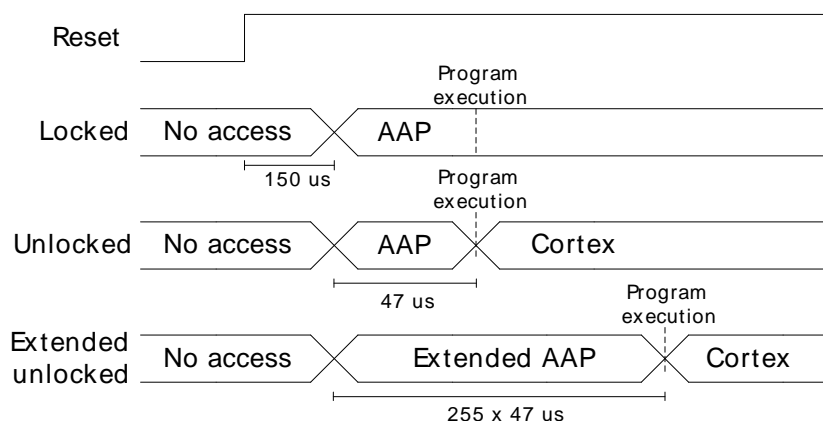 Reset
Program
execution
Locked
No access
AAP
150 us
Program
execution
Unlocked
No access
AAP
Cortex
47 us
Program
execution
Extended
unlocked
No access
Extended AAP
Cortex
255 x 47 us